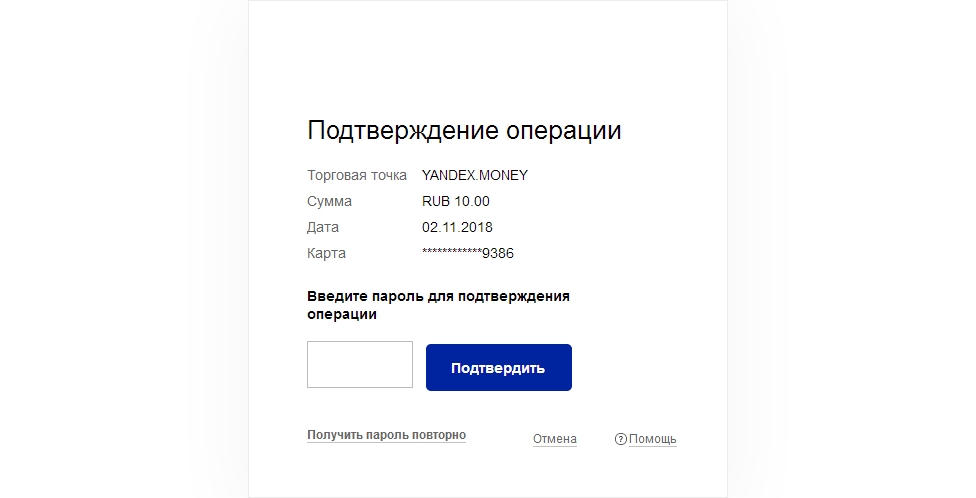 Подтверждение операции
Торговая точка YANDEX.MONEY
Сумма RUB 10.00
Дата 02.11.2018
Карта ************9386
Введите пароль для подтверждения
операции
Подтвердить
Получить пароль повторно
Отмена ? Помощь